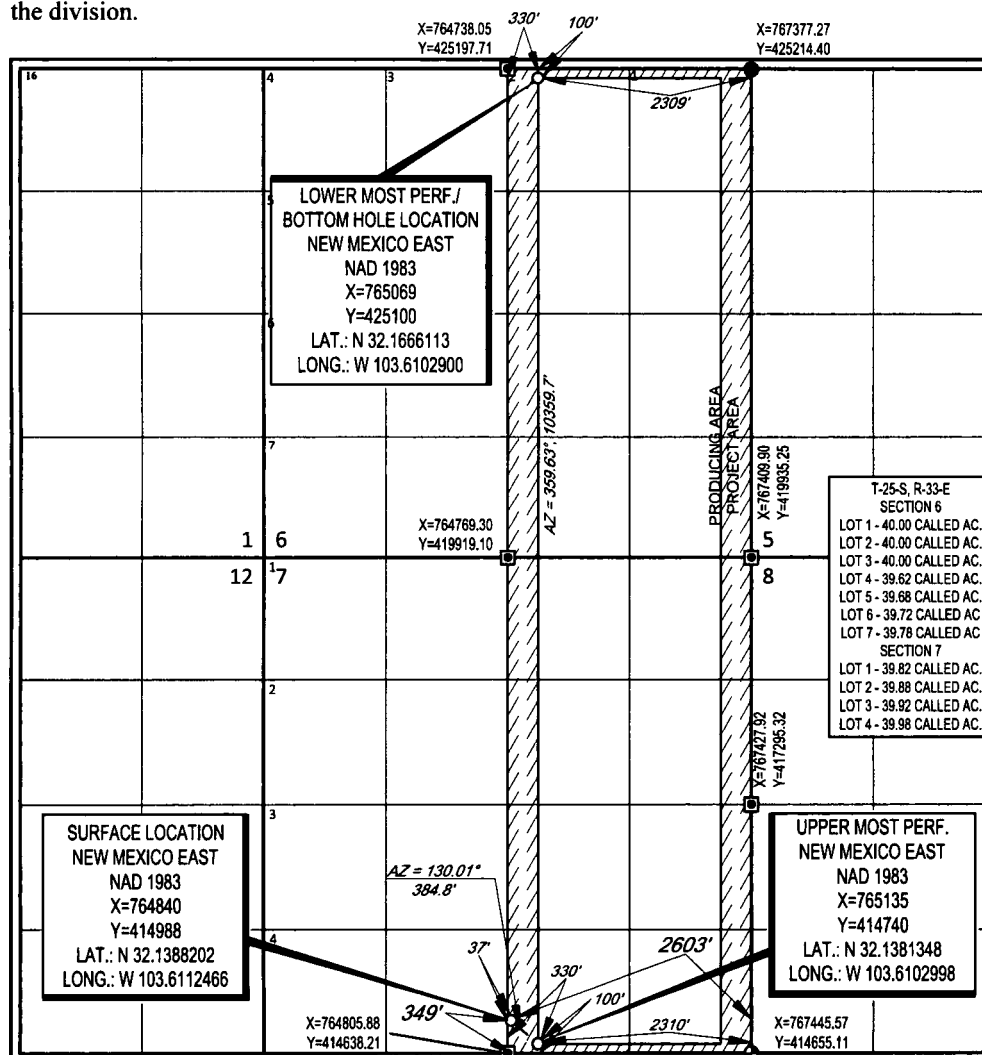 the division.
X=764738.05
Y=425197.71
330'
100'
X=767377.27
Y=425214.40
16
4
3
2
1
2309'
5
LOWER MOST PERF./
BOTTOM HOLE LOCATION
NEW MEXICO EAST
NAD 1983
X=765069
Y=425100
LAT.: N 32.1666113
LONG.: W 103.6102900
6
7
AZ = 359.63°, 10359.7'
PRODUCING AREA
PROJECT AREA
X=767409.90
Y=419935.25
X=764769.30
Y=419919.10
1 6
12 7
1
5
8
T-25-S, R-33-E
SECTION 6
LOT 1 - 40.00 CALLED AC.
LOT 2 - 40.00 CALLED AC.
LOT 3 - 40.00 CALLED AC.
LOT 4 - 39.62 CALLED AC.
LOT 5 - 39.68 CALLED AC.
LOT 6 - 39.72 CALLED AC
LOT 7 - 39.78 CALLED AC
SECTION 7
LOT 1 - 39.82 CALLED AC.
LOT 2 - 39.88 CALLED AC.
LOT 3 - 39.92 CALLED AC.
LOT 4 - 39.98 CALLED AC.
2
X=767427.92
Y=417295.32
3
SURFACE LOCATION
NEW MEXICO EAST
NAD 1983
X=764840
Y=414988
LAT.: N 32.1388202
LONG.: W 103.6112466
AZ = 130.01°
384.8'
UPPER MOST PERF.
NEW MEXICO EAST
NAD 1983
X=765135
Y=414740
LAT.: N 32.1381348
LONG.: W 103.6102998
4
37'
2603'
330'
100'
349'
X=764805.88
Y=414638.21
2310'
X=767445.57
Y=414655.11